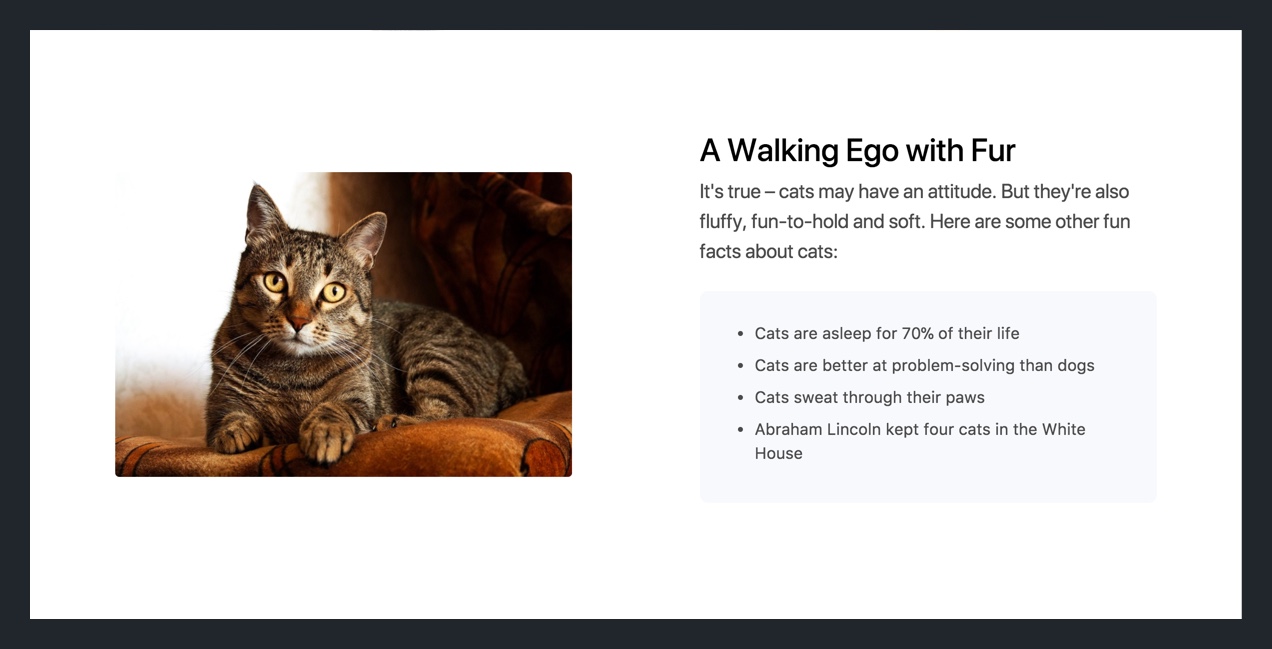 A Walking Ego with Fur
It's true – cats may have an attitude. But they're also
fluffy, fun-to-hold and soft. Here are some other fun
facts about cats:
• Cats are asleep for 70% of their life
• Cats are better at problem-solving than dogs
• Cats sweat through their paws
• Abraham Lincoln kept four cats in the White
House